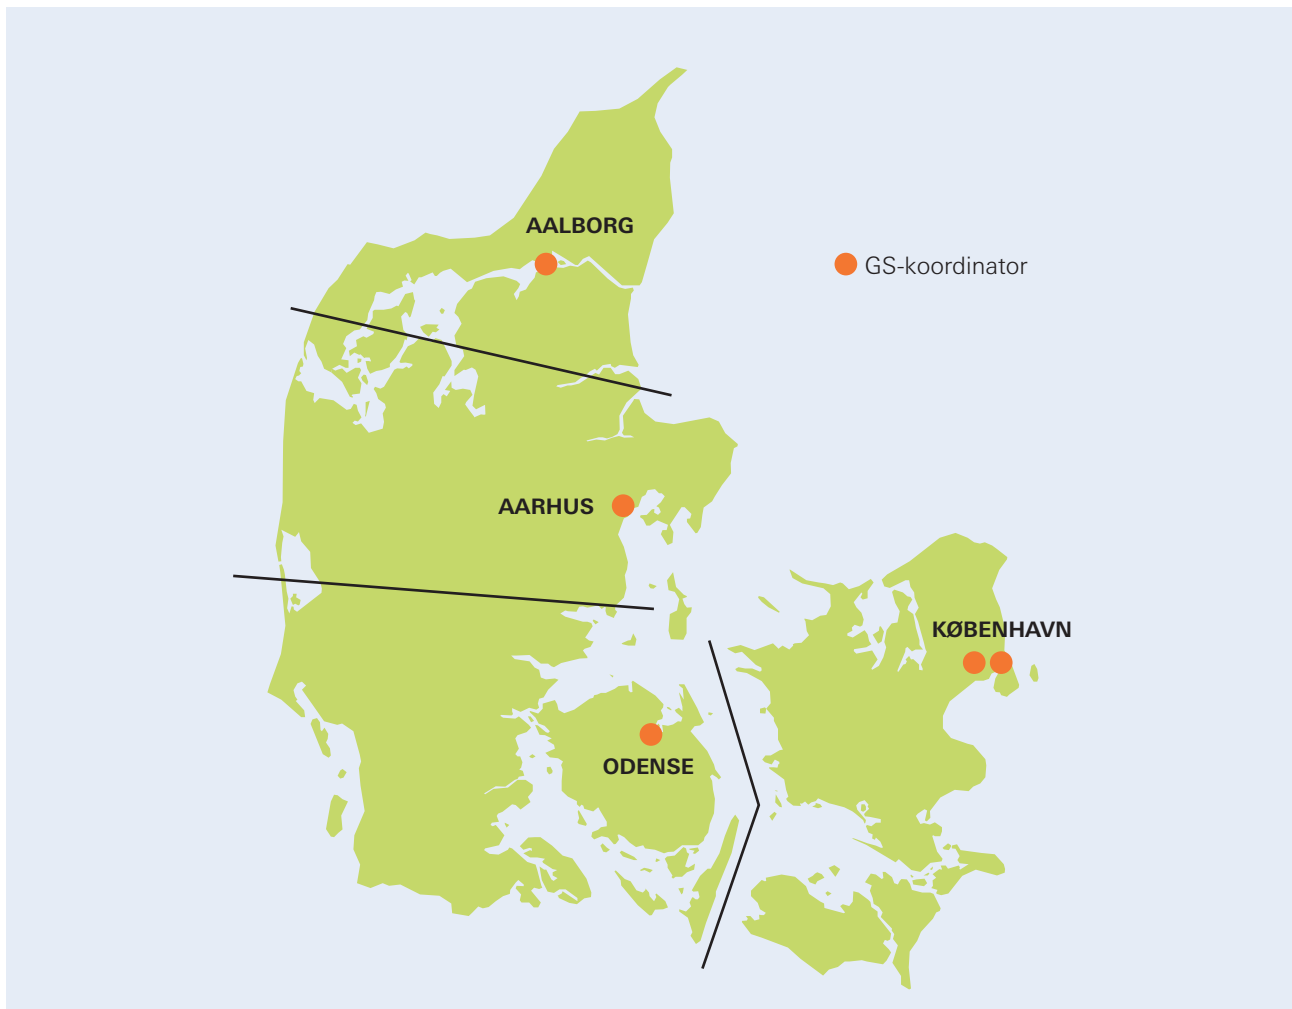 AALBORG
GS-koordinator
AARHUS
KØBENHAVN
ODENSE